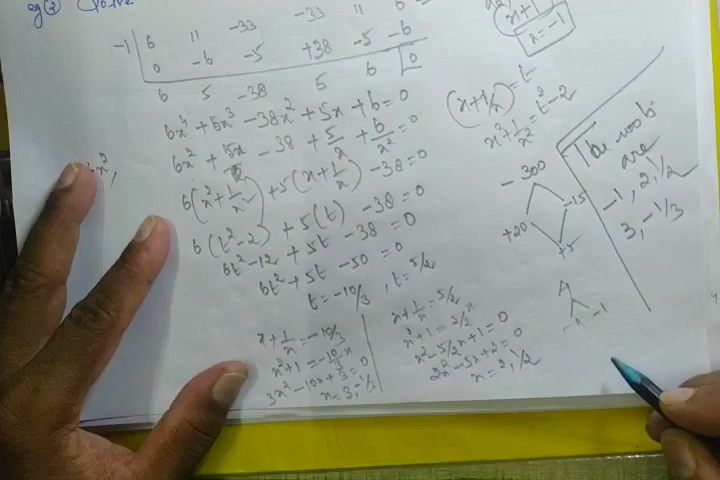 eg ② Solve
(x+1)
x=-1
-1 | 6 11 -33 -33 11 6
0 -6 -5 +38 -5 -6
6 5 -38 5 6 0
6x⁴ + 5x³ - 38x² + 5x + 6 = 0
6x² + 5x - 38 + 5/x + 6/x² = 0
6(x² + 1/x²) + 5(x + 1/x) - 38 = 0
6(t² - 2) + 5(t) - 38 = 0
6t² - 12 + 5t - 38 = 0
6t² + 5t - 50 = 0
t = -10/3, t = 5/2
x + 1/x = -10/3
x² + 1 = -10/3 x
3x² - 10x + 3 = 0
x = 3, -1/3
x + 1/x = 5/2
x² + 1 = 5/2 x
x² - 5/2 x + 1 = 0
2x² - 5x + 2 = 0
x = 2, 1/2
(x + 1/x) = t
x² + 1/x² = t² - 2
- 300
-15
+20
+5
The roots
are
-1, 2, 1/2
3, -1/3